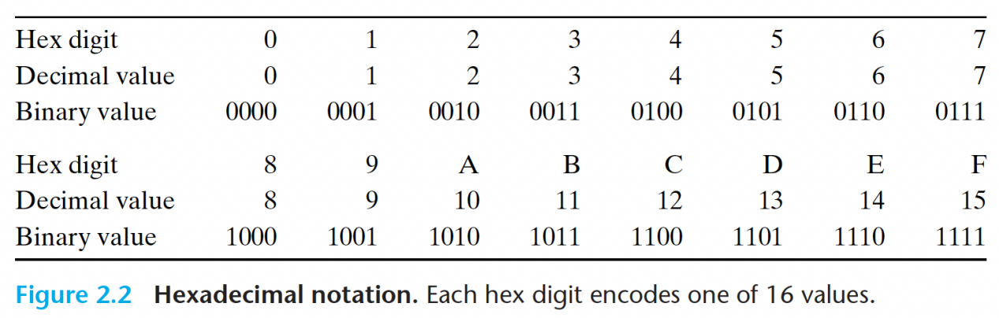 Hex digit 0 1 2 3 4 5 6 7
Decimal value 0 1 2 3 4 5 6 7
Binary value 0000 0001 0010 0011 0100 0101 0110 0111
Hex digit 8 9 A B C D E F
Decimal value 8 9 10 11 12 13 14 15
Binary value 1000 1001 1010 1011 1100 1101 1110 1111
Figure 2.2 Hexadecimal notation. Each hex digit encodes one of 16 values.